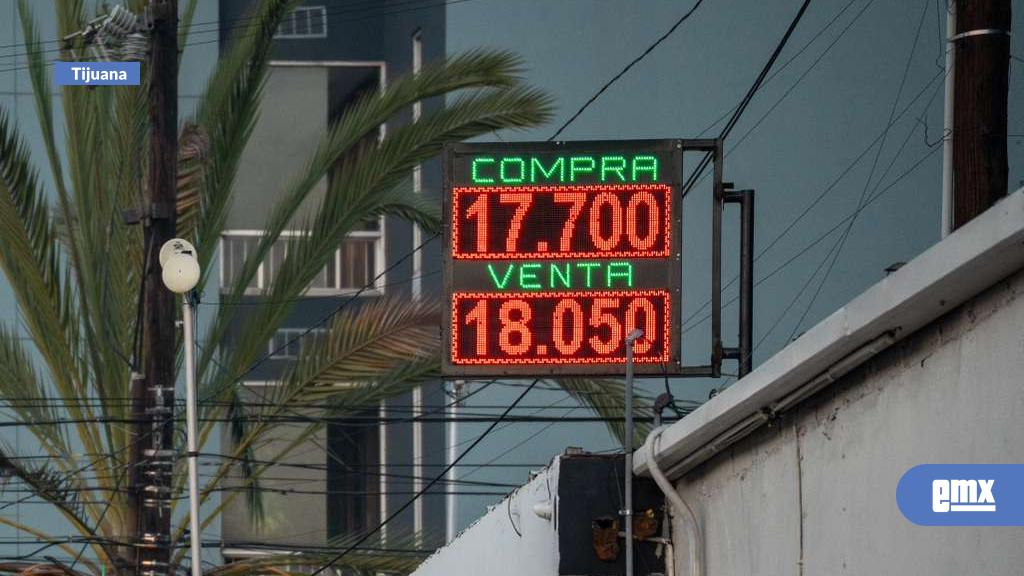 Tijuana
COMPRA
17.700
VENTA
18.050
emx